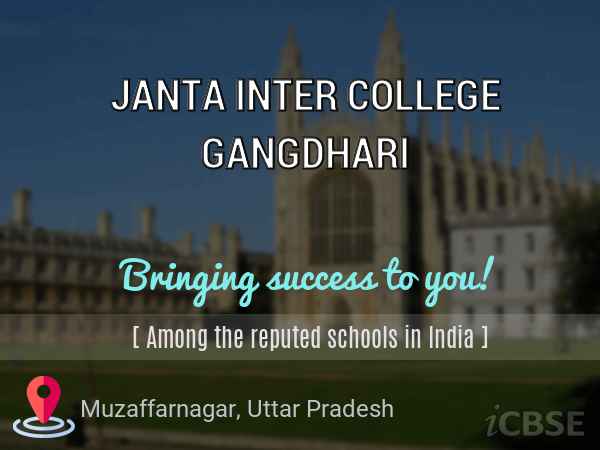 JANTA INTER COLLEGE
GANGDHARI
Bringing success to you!
[ Among the reputed schools in India ]
Muzaffarnagar, Uttar Pradesh
iCBSE